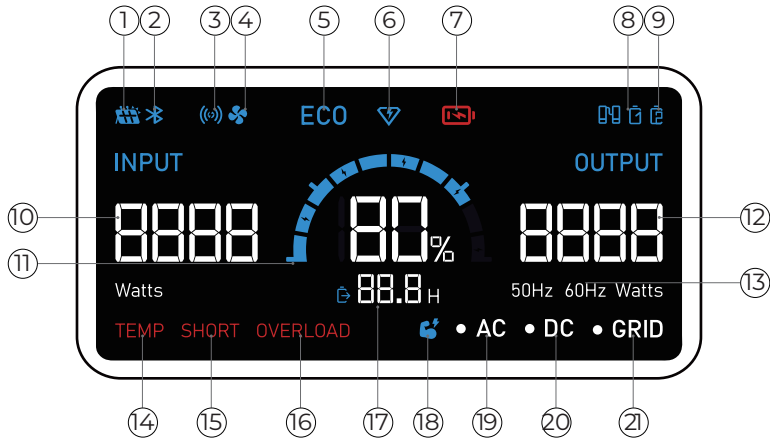 1 2 3 4 5 6 7 8 9
ECO
INPUT OUTPUT
10 8888 80% 8888 12
11 13
Watts 88.8 H 50Hz 60Hz Watts
TEMP SHORT OVERLOAD • AC • DC • GRID
14 15 16 17 18 19 20 21